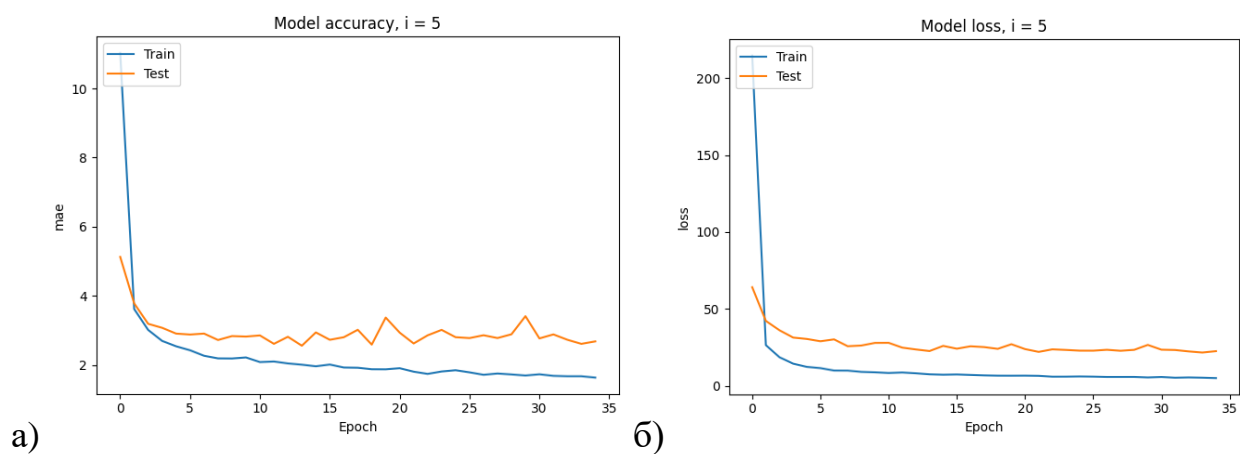 Model accuracy, i = 5
Train
Test
10
8
6
4
2
mae
0 5 10 15 20 25 30 35
Epoch
а)
Model loss, i = 5
Train
Test
200
150
100
50
0
loss
0 5 10 15 20 25 30 35
Epoch
б)